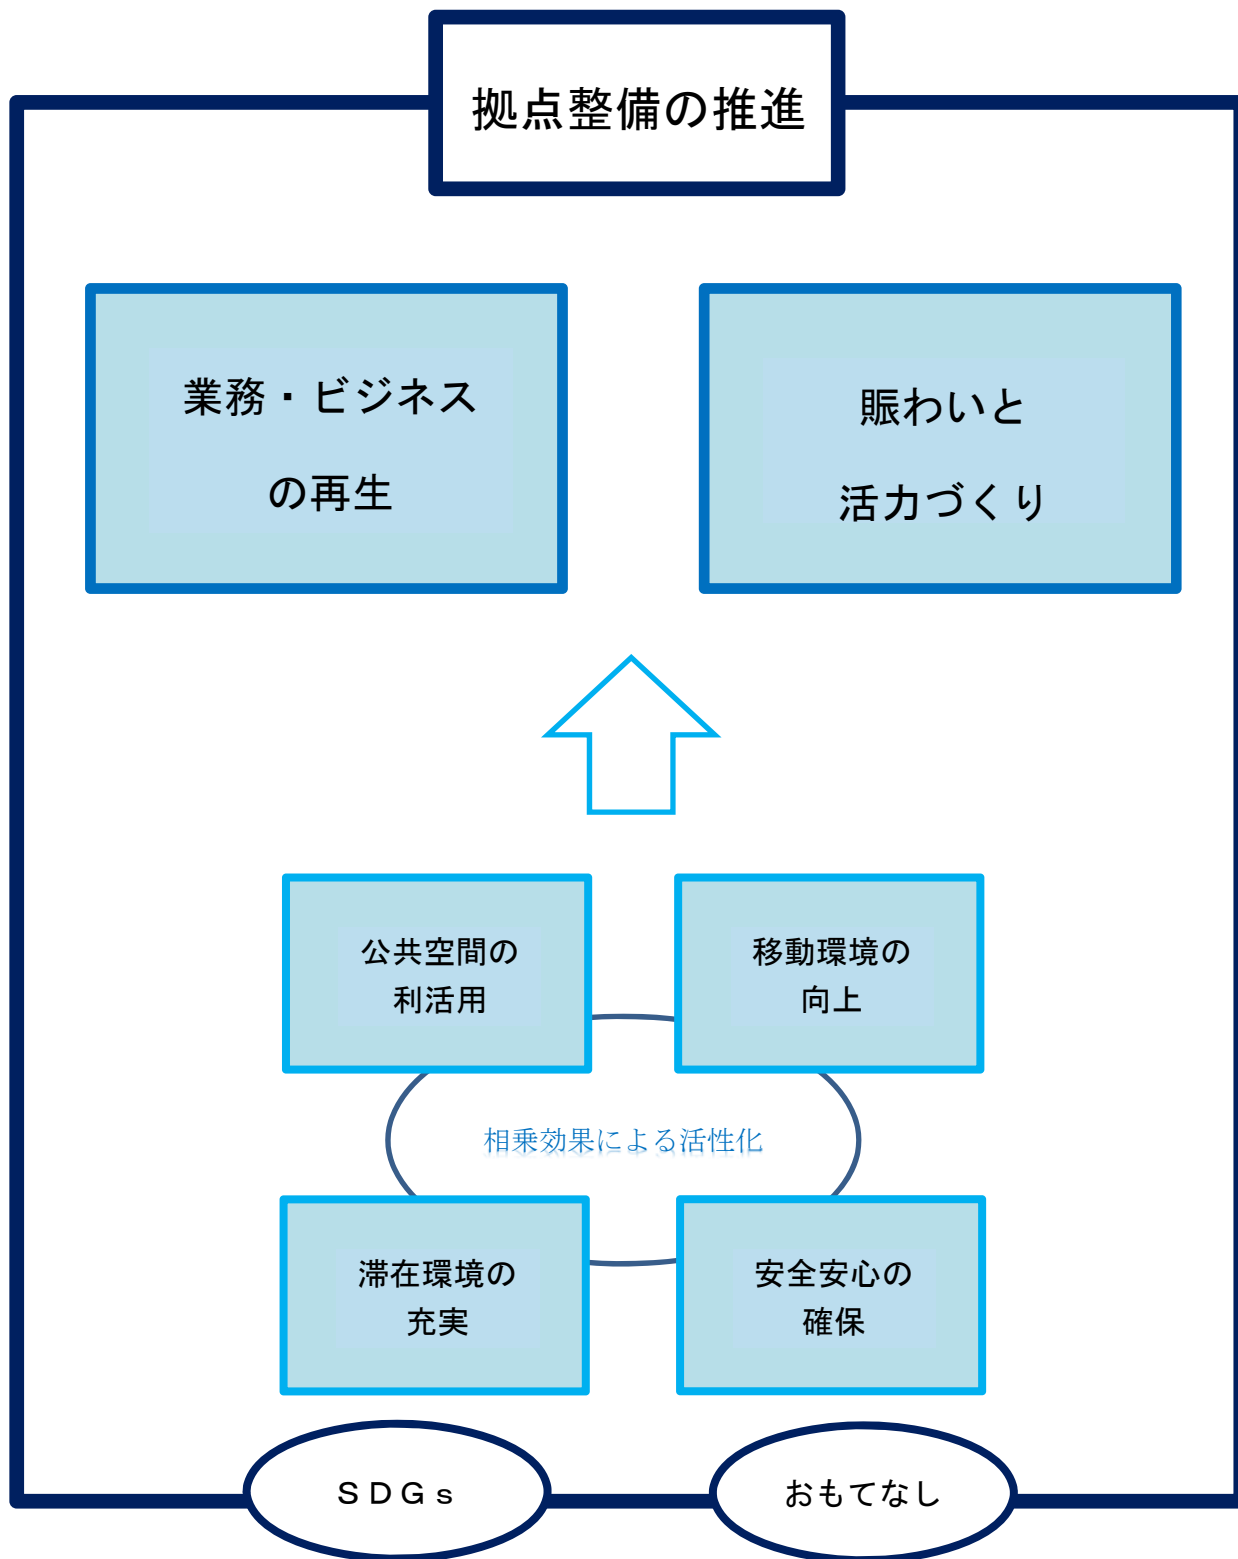 拠点整備の推進
業務・ビジネス
の再生
賑わいと
活力づくり
公共空間の
利活用
移動環境の
向上
相乗効果による活性化
滞在環境の
充実
安全安心の
確保
ＳＤＧｓ
おもてなし